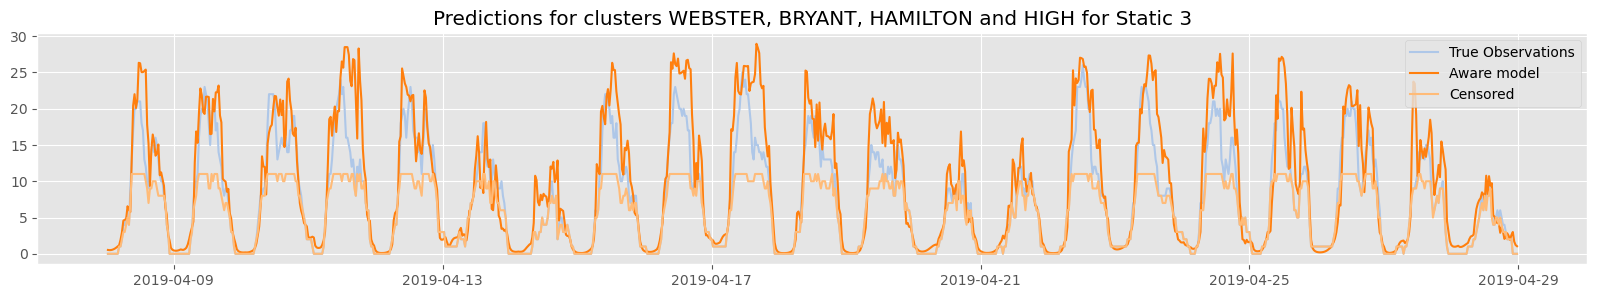 Predictions for clusters WEBSTER, BRYANT, HAMILTON and HIGH for Static 3
30
25
20
15
10
5
0
True Observations
Aware model
Censored
2019-04-09 2019-04-13 2019-04-17 2019-04-21 2019-04-25 2019-04-29